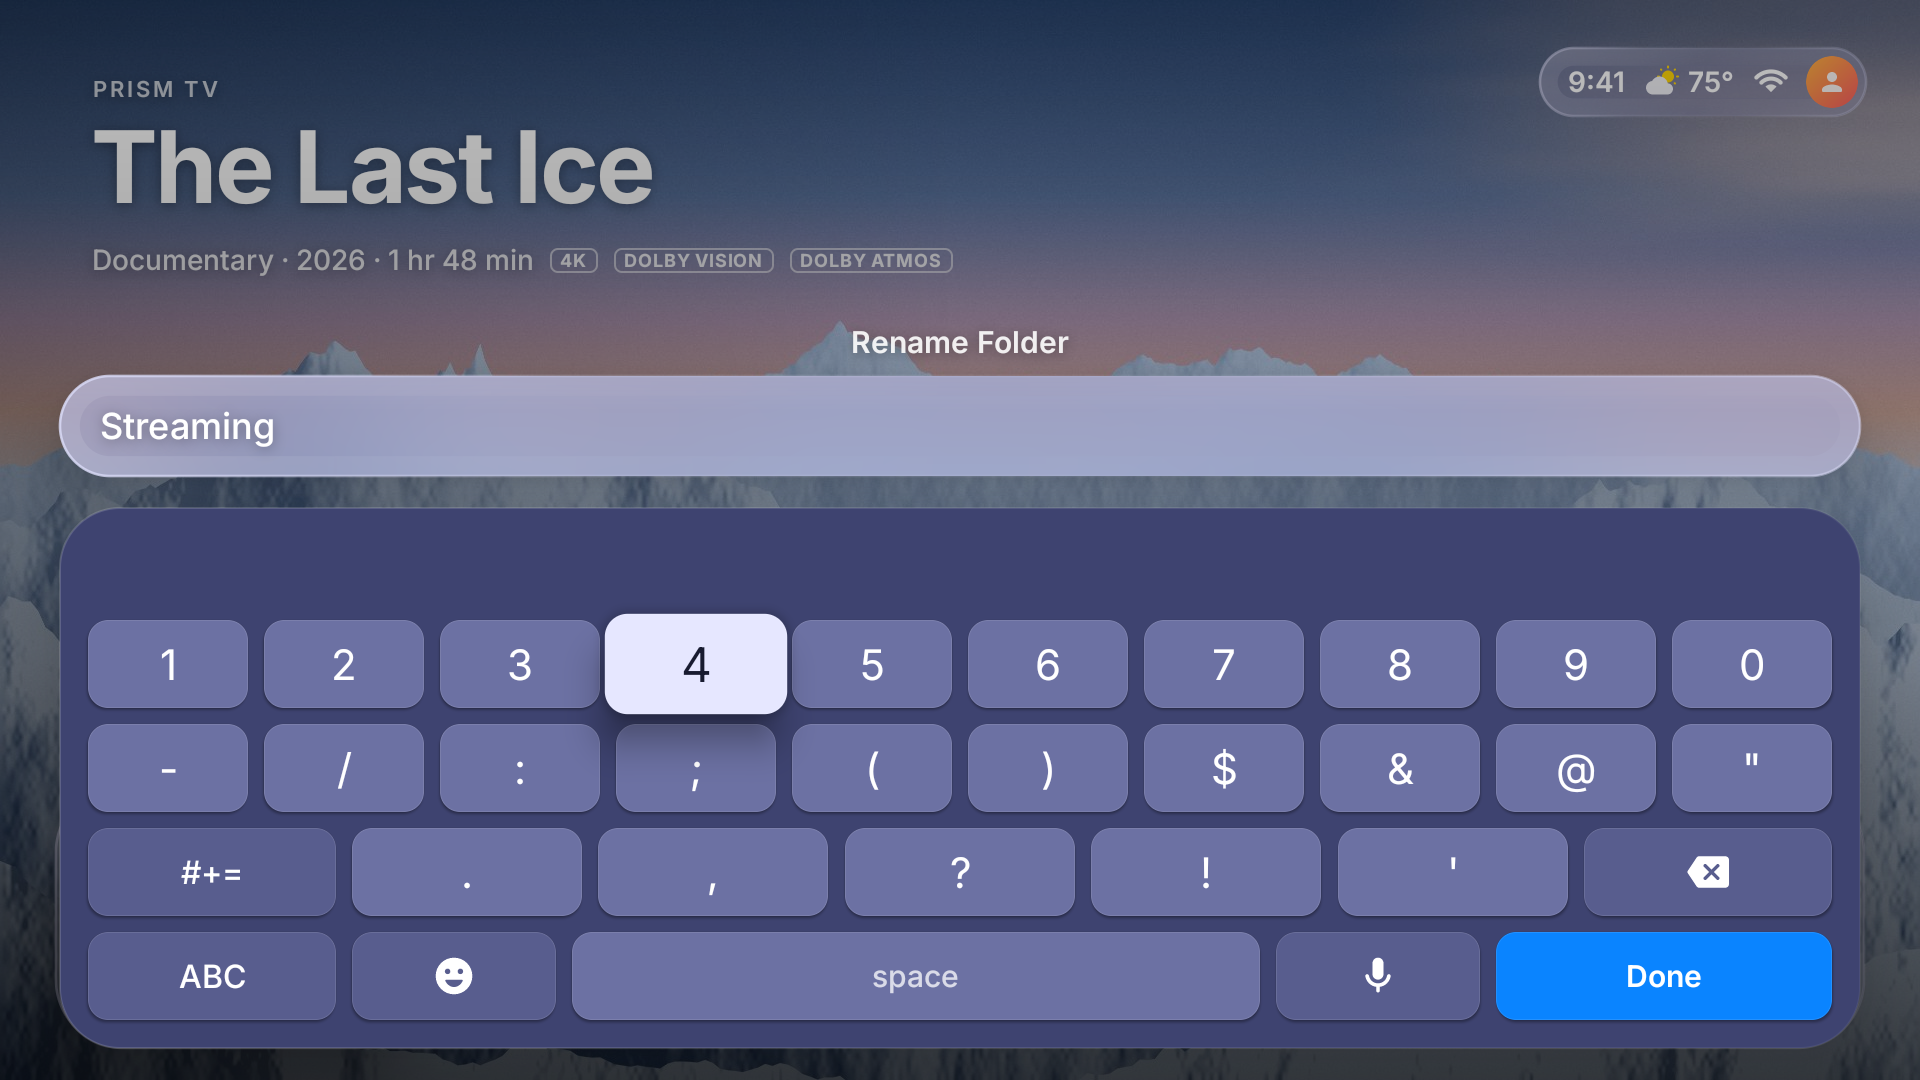 PRISM TV
9:41 75°
The Last Ice
Documentary · 2026 · 1 hr 48 min 4K DOLBY VISION DOLBY ATMOS
Rename Folder
Streaming
1 2 3 4 5 6 7 8 9 0
- / : ; ( ) $ & @ "
#+= . , ? ! '
ABC space Done